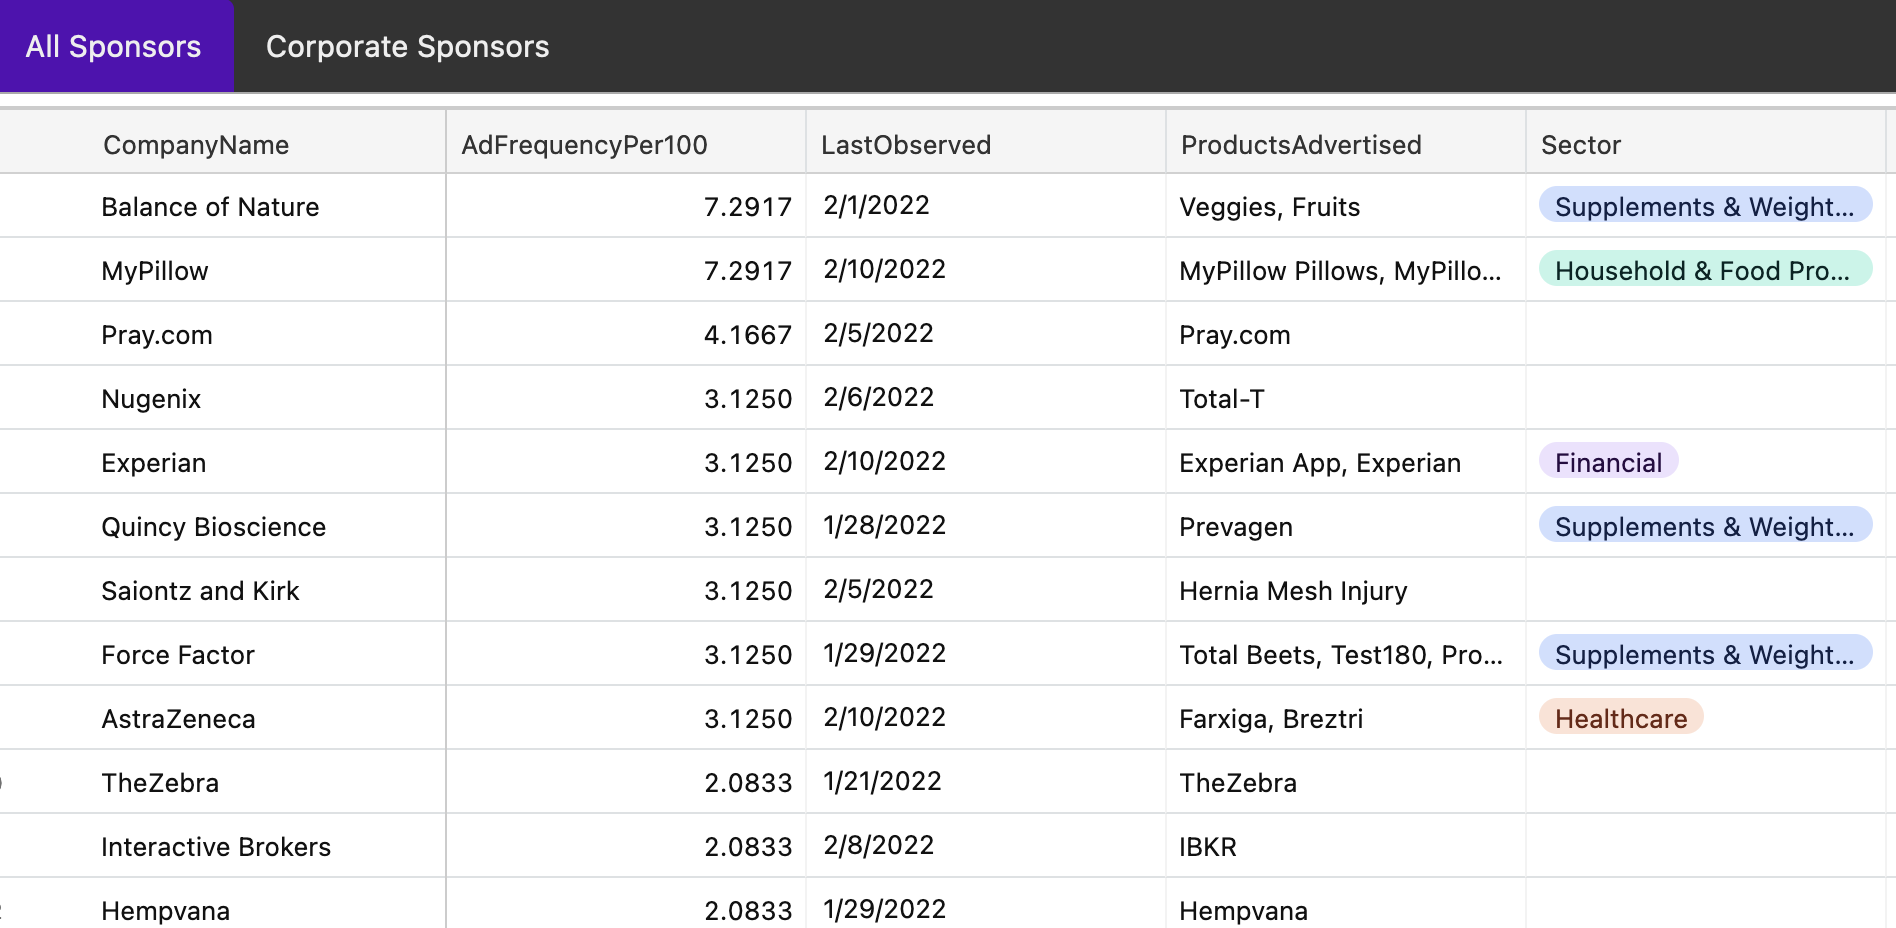 All Sponsors Corporate Sponsors
CompanyName AdFrequencyPer100 LastObserved ProductsAdvertised Sector
Balance of Nature 7.2917 2/1/2022 Veggies, Fruits Supplements & Weight...
MyPillow 7.2917 2/10/2022 MyPillow Pillows, MyPillo... Household & Food Pro...
Pray.com 4.1667 2/5/2022 Pray.com
Nugenix 3.1250 2/6/2022 Total-T
Experian 3.1250 2/10/2022 Experian App, Experian Financial
Quincy Bioscience 3.1250 1/28/2022 Prevagen Supplements & Weight...
Saiontz and Kirk 3.1250 2/5/2022 Hernia Mesh Injury
Force Factor 3.1250 1/29/2022 Total Beets, Test180, Pro... Supplements & Weight...
AstraZeneca 3.1250 2/10/2022 Farxiga, Breztri Healthcare
TheZebra 2.0833 1/21/2022 TheZebra
Interactive Brokers 2.0833 2/8/2022 IBKR
Hempvana 2.0833 1/29/2022 Hempvana